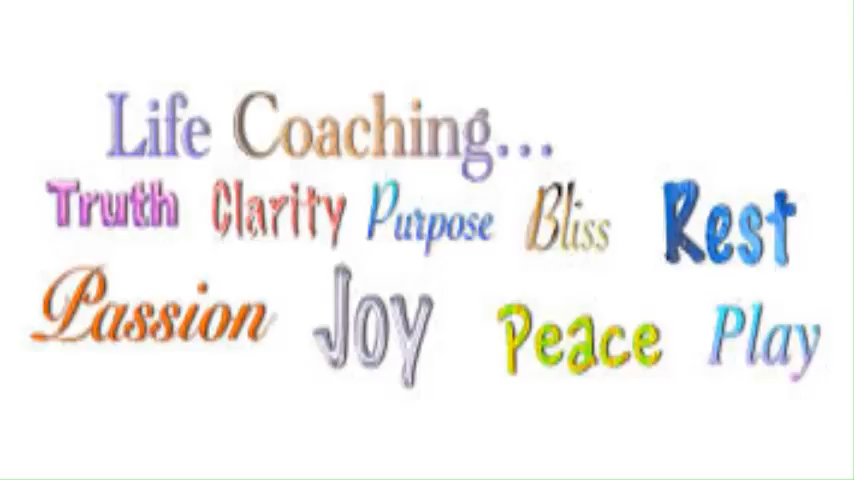 Life Coaching...
Truth Clarity Purpose Bliss Rest
Passion Joy Peace Play